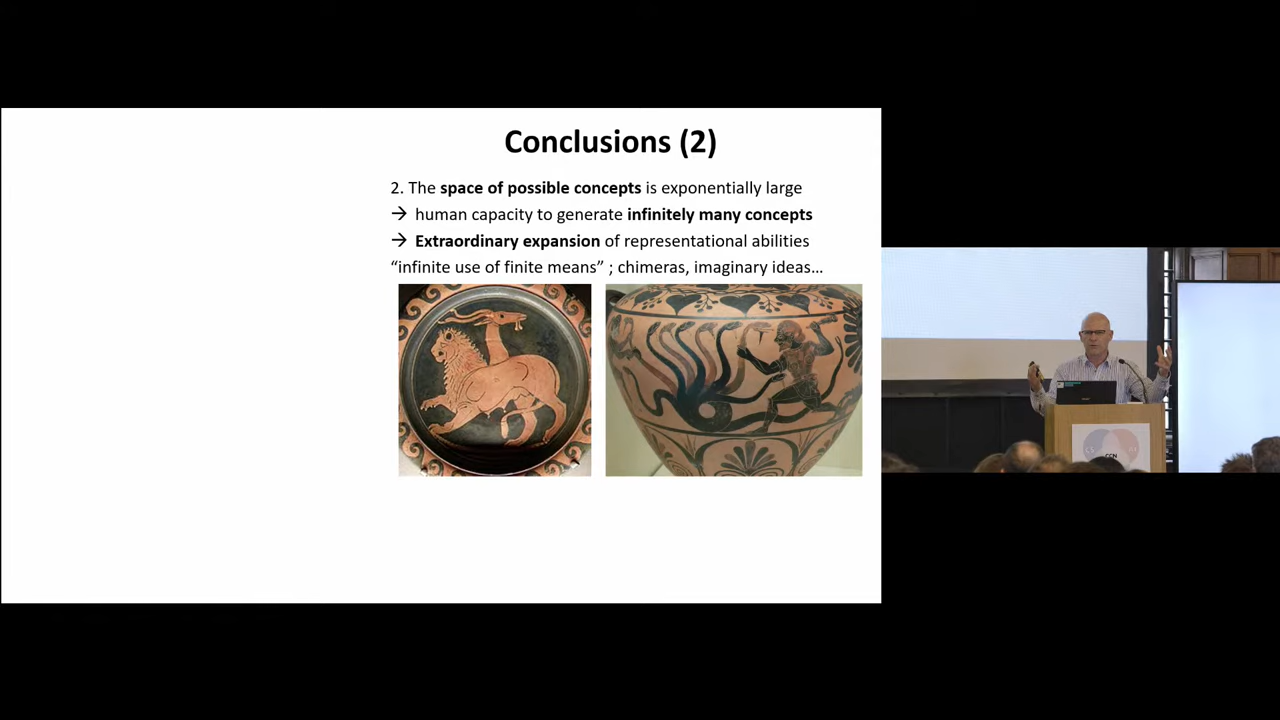 Conclusions (2)
2. The space of possible concepts is exponentially large
→ human capacity to generate infinitely many concepts
→ Extraordinary expansion of representational abilities
“infinite use of finite means” ; chimeras, imaginary ideas…
CCN